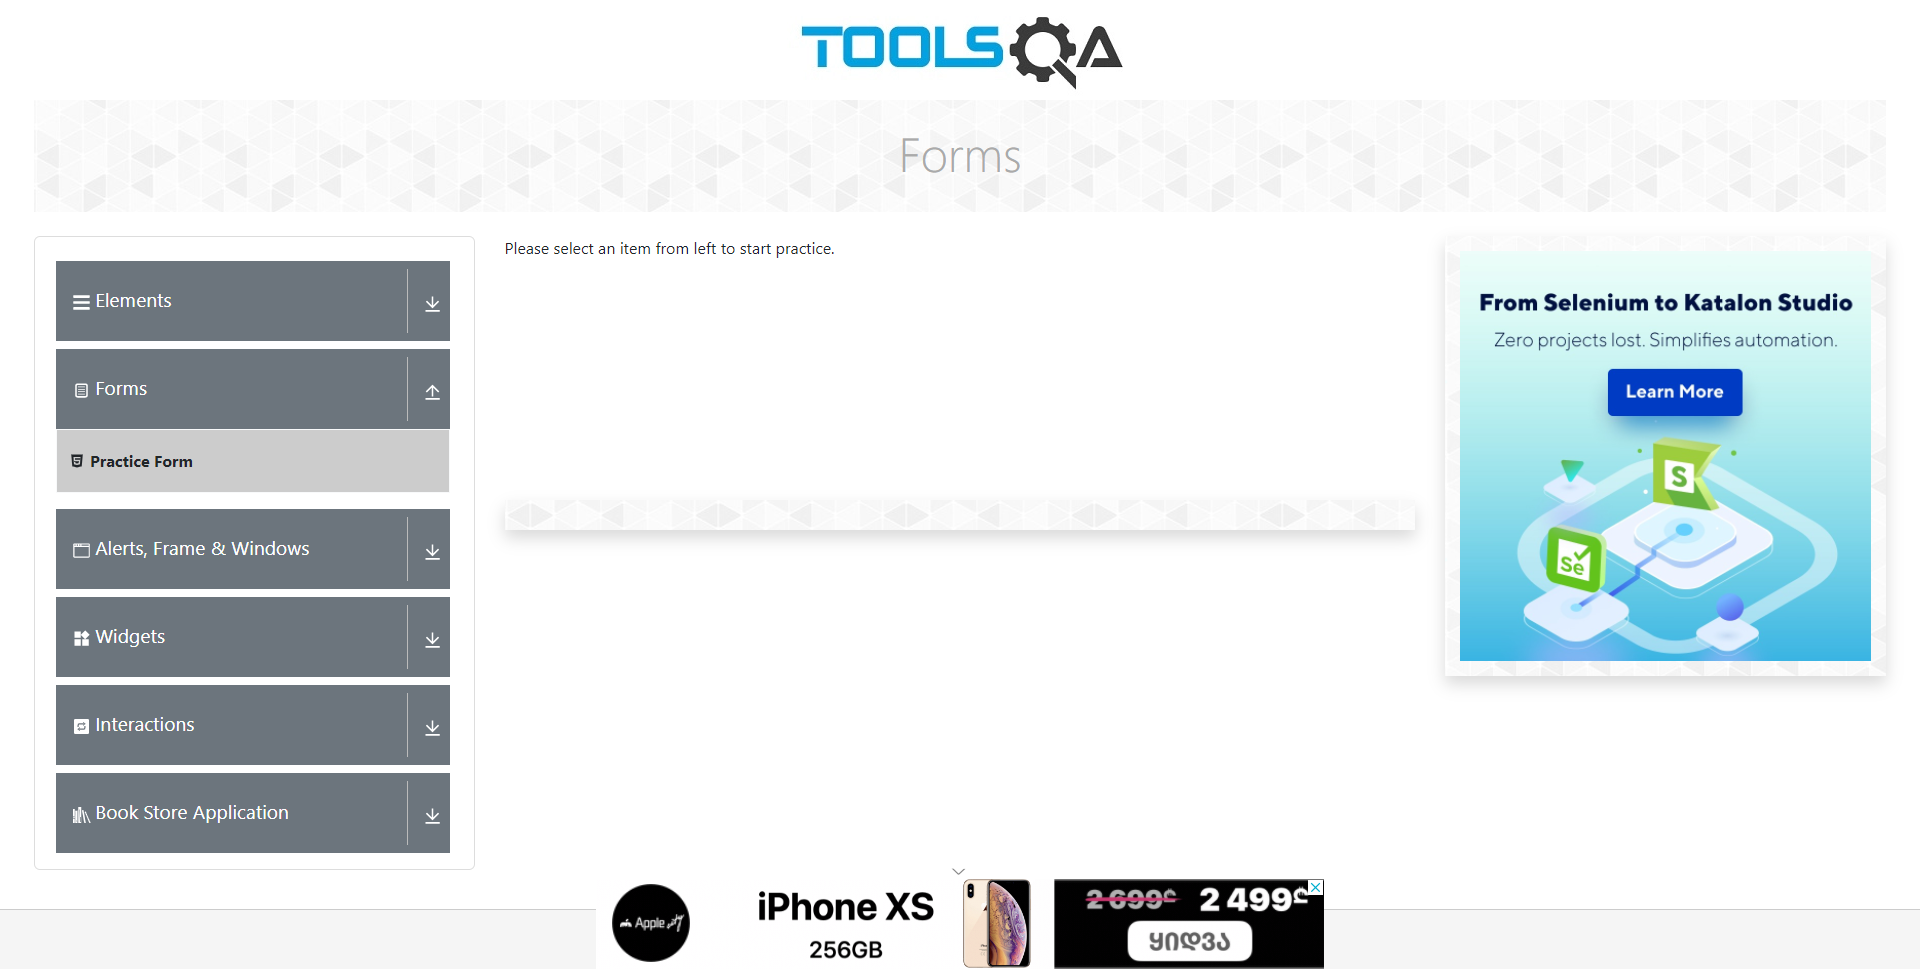 TOOLSQA
Forms
Elements
Forms
Practice Form
Alerts, Frame & Windows
Widgets
Interactions
Book Store Application
Please select an item from left to start practice.
From Selenium to Katalon Studio
Zero projects lost. Simplifies automation.
Learn More
S
Se
Apple city
iPhone XS
256GB
2 699₾
2 499₾
ყიდვა